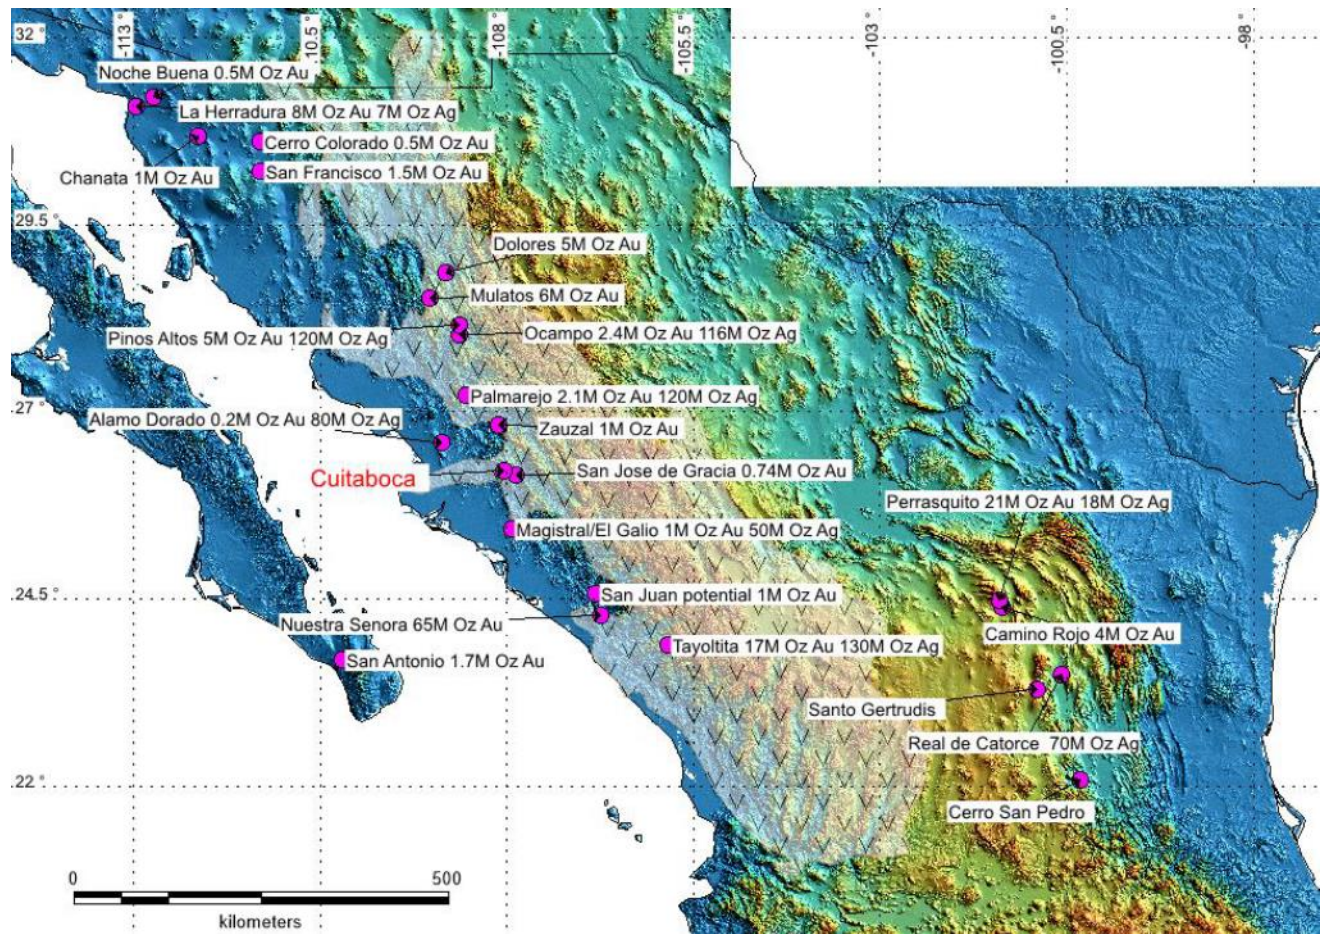 32 °
-113
10.5
-108
-105.5
-103
-100.5
-98
Noche Buena 0.5M Oz Au
La Herradura 8M Oz Au 7M Oz Ag
Cerro Colorado 0.5M Oz Au
Chanata 1M Oz Au
San Francisco 1.5M Oz Au
29.5 °
Dolores 5M Oz Au
Mulatos 6M Oz Au
Pinos Altos 5M Oz Au 120M Oz Ag
Ocampo 2.4M Oz Au 116M Oz Ag
Palmarejo 2.1M Oz Au 120M Oz Ag
27 °
Alamo Dorado 0.2M Oz Au 80M Oz Ag
Zauzal 1M Oz Au
Cuitaboca
San Jose de Gracia 0.74M Oz Au
Perrasquito 21M Oz Au 18M Oz Ag
Magistral/El Galio 1M Oz Au 50M Oz Ag
24.5 °
San Juan potential 1M Oz Au
Nuestra Senora 65M Oz Au
Camino Rojo 4M Oz Au
Tayoltita 17M Oz Au 130M Oz Ag
San Antonio 1.7M Oz Au
Santo Gertrudis
Real de Catorce 70M Oz Ag
22 °
Cerro San Pedro
0
500
kilometers